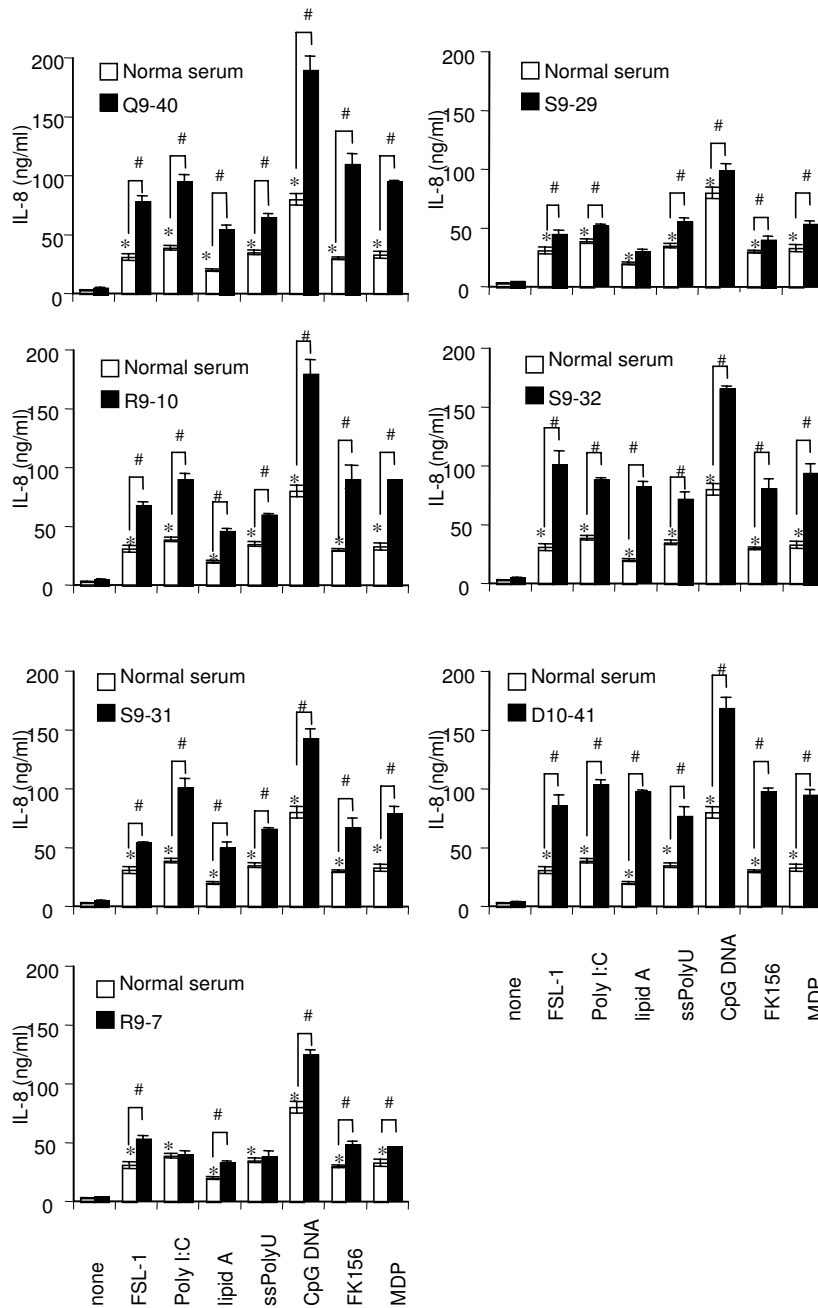 200
150
100
50
0
IL-8 (ng/ml)
Norma serum
Q9-40
# # # # # # #
* * * * * * *
200
150
100
50
0
IL-8 (ng/ml)
Normal serum
S9-29
# # # # # #
* * * * * * *
200
150
100
50
0
IL-8 (ng/ml)
Normal serum
R9-10
# # # # # # #
* * * * * * *
200
150
100
50
0
IL-8 (ng/ml)
Normal serum
S9-32
# # # # # # #
* * * * * * *
200
150
100
50
0
IL-8 (ng/ml)
Normal serum
S9-31
# # # # # # #
* * * * * * *
200
150
100
50
0
IL-8 (ng/ml)
Normal serum
D10-41
# # # # # # #
* * * * * * *
none
FSL-1
Poly I:C
lipid A
ssPolyU
CpG DNA
FK156
MDP
200
150
100
50
0
IL-8 (ng/ml)
Normal serum
R9-7
# # # # #
* * * * * * *
none
FSL-1
Poly I:C
lipid A
ssPolyU
CpG DNA
FK156
MDP